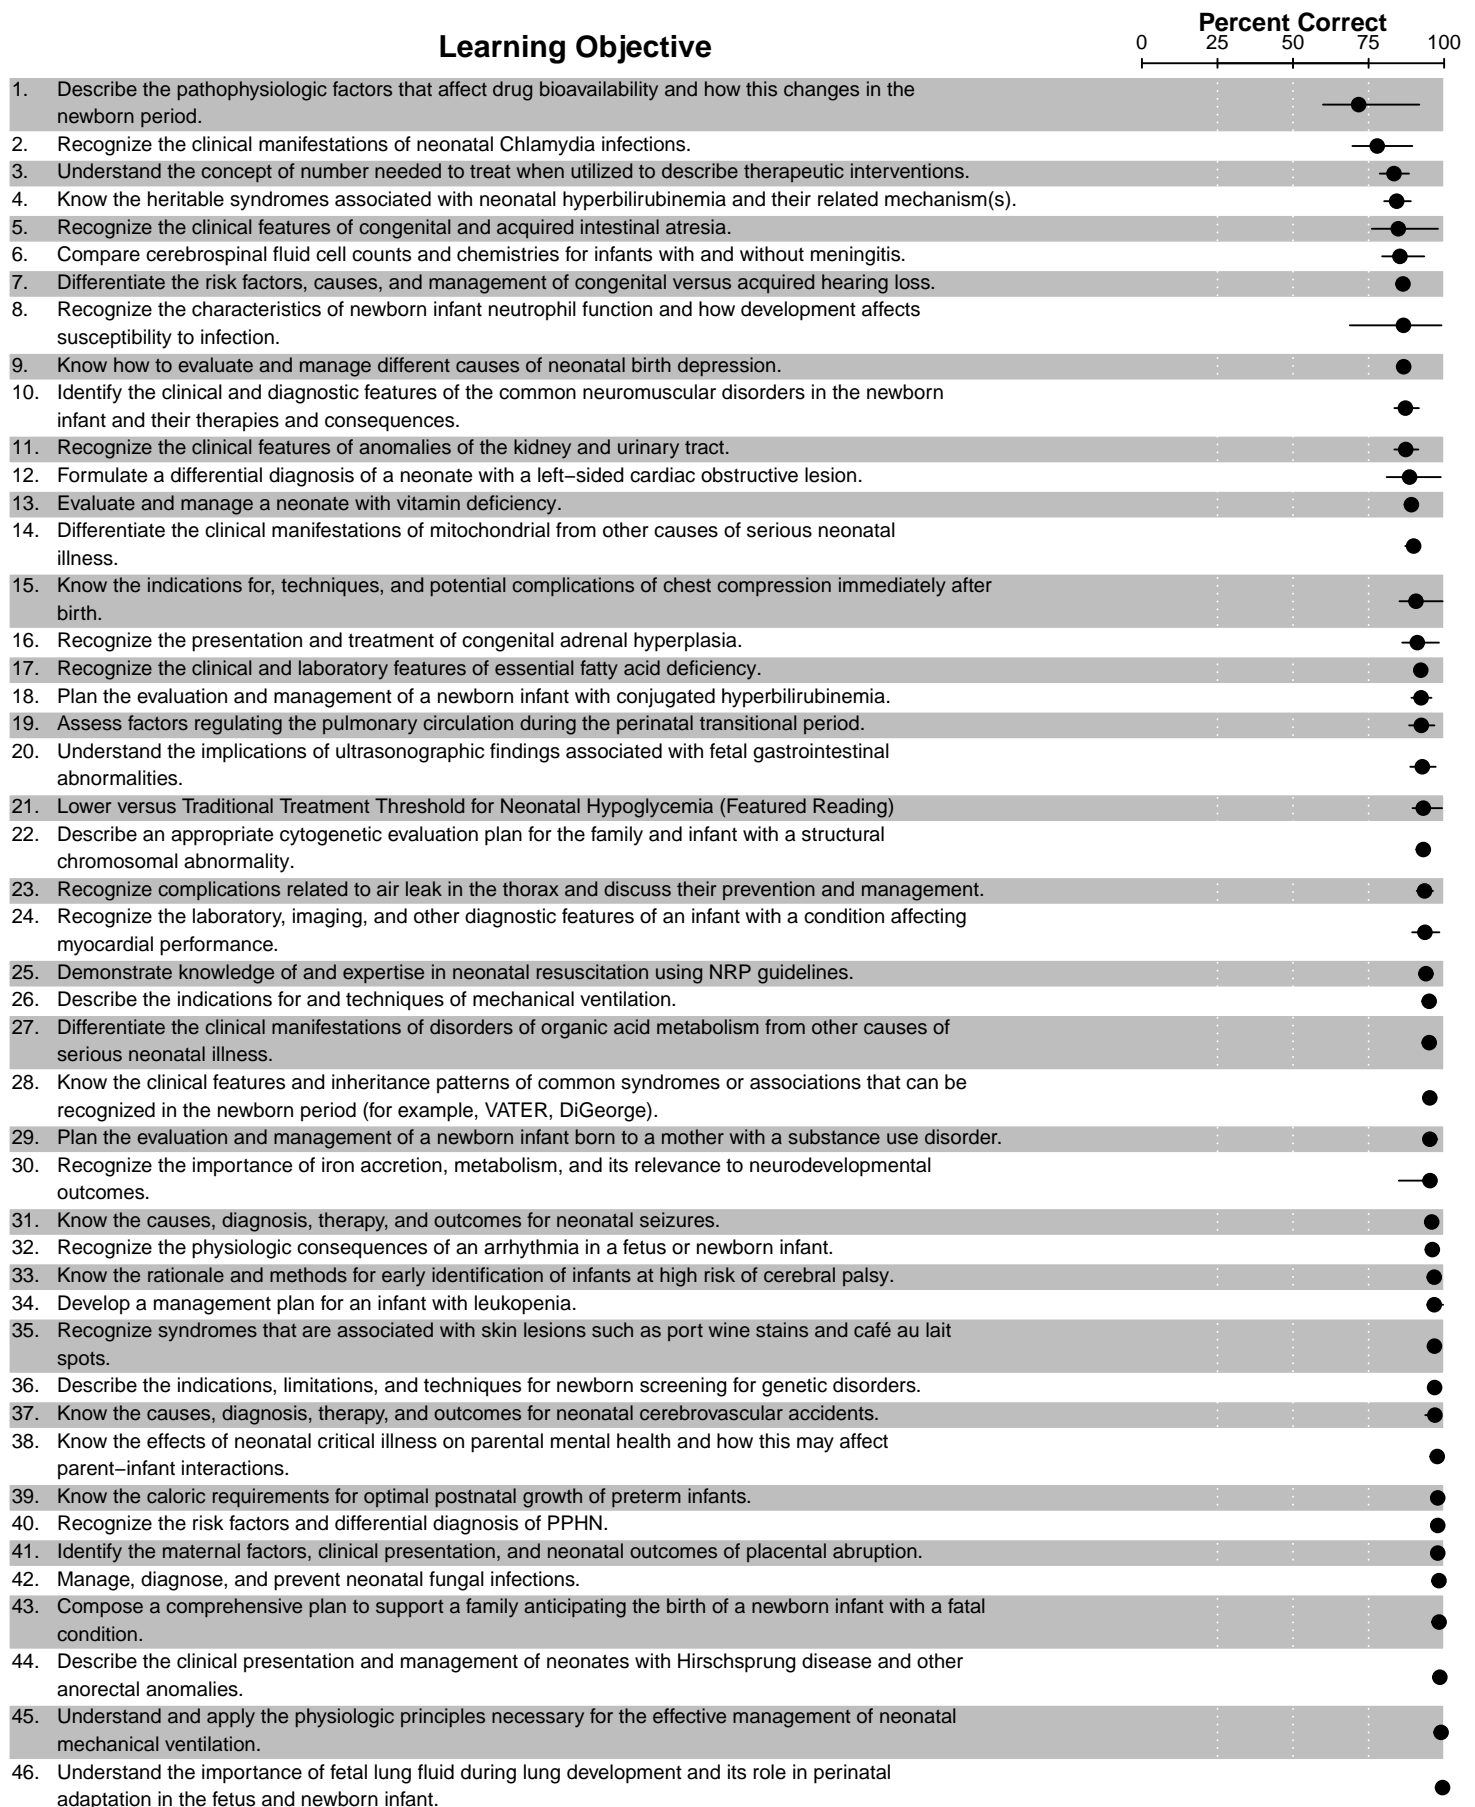 Learning Objective
Percent Correct
0 25 50 75 100
1. Describe the pathophysiologic factors that affect drug bioavailability and how this changes in the
newborn period.
2. Recognize the clinical manifestations of neonatal Chlamydia infections.
3. Understand the concept of number needed to treat when utilized to describe therapeutic interventions.
4. Know the heritable syndromes associated with neonatal hyperbilirubinemia and their related mechanism(s).
5. Recognize the clinical features of congenital and acquired intestinal atresia.
6. Compare cerebrospinal fluid cell counts and chemistries for infants with and without meningitis.
7. Differentiate the risk factors, causes, and management of congenital versus acquired hearing loss.
8. Recognize the characteristics of newborn infant neutrophil function and how development affects
susceptibility to infection.
9. Know how to evaluate and manage different causes of neonatal birth depression.
10. Identify the clinical and diagnostic features of the common neuromuscular disorders in the newborn
infant and their therapies and consequences.
11. Recognize the clinical features of anomalies of the kidney and urinary tract.
12. Formulate a differential diagnosis of a neonate with a left−sided cardiac obstructive lesion.
13. Evaluate and manage a neonate with vitamin deficiency.
14. Differentiate the clinical manifestations of mitochondrial from other causes of serious neonatal
illness.
15. Know the indications for, techniques, and potential complications of chest compression immediately after
birth.
16. Recognize the presentation and treatment of congenital adrenal hyperplasia.
17. Recognize the clinical and laboratory features of essential fatty acid deficiency.
18. Plan the evaluation and management of a newborn infant with conjugated hyperbilirubinemia.
19. Assess factors regulating the pulmonary circulation during the perinatal transitional period.
20. Understand the implications of ultrasonographic findings associated with fetal gastrointestinal
abnormalities.
21. Lower versus Traditional Treatment Threshold for Neonatal Hypoglycemia (Featured Reading)
22. Describe an appropriate cytogenetic evaluation plan for the family and infant with a structural
chromosomal abnormality.
23. Recognize complications related to air leak in the thorax and discuss their prevention and management.
24. Recognize the laboratory, imaging, and other diagnostic features of an infant with a condition affecting
myocardial performance.
25. Demonstrate knowledge of and expertise in neonatal resuscitation using NRP guidelines.
26. Describe the indications for and techniques of mechanical ventilation.
27. Differentiate the clinical manifestations of disorders of organic acid metabolism from other causes of
serious neonatal illness.
28. Know the clinical features and inheritance patterns of common syndromes or associations that can be
recognized in the newborn period (for example, VATER, DiGeorge).
29. Plan the evaluation and management of a newborn infant born to a mother with a substance use disorder.
30. Recognize the importance of iron accretion, metabolism, and its relevance to neurodevelopmental
outcomes.
31. Know the causes, diagnosis, therapy, and outcomes for neonatal seizures.
32. Recognize the physiologic consequences of an arrhythmia in a fetus or newborn infant.
33. Know the rationale and methods for early identification of infants at high risk of cerebral palsy.
34. Develop a management plan for an infant with leukopenia.
35. Recognize syndromes that are associated with skin lesions such as port wine stains and café au lait
spots.
36. Describe the indications, limitations, and techniques for newborn screening for genetic disorders.
37. Know the causes, diagnosis, therapy, and outcomes for neonatal cerebrovascular accidents.
38. Know the effects of neonatal critical illness on parental mental health and how this may affect
parent−infant interactions.
39. Know the caloric requirements for optimal postnatal growth of preterm infants.
40. Recognize the risk factors and differential diagnosis of PPHN.
41. Identify the maternal factors, clinical presentation, and neonatal outcomes of placental abruption.
42. Manage, diagnose, and prevent neonatal fungal infections.
43. Compose a comprehensive plan to support a family anticipating the birth of a newborn infant with a fatal
condition.
44. Describe the clinical presentation and management of neonates with Hirschsprung disease and other
anorectal anomalies.
45. Understand and apply the physiologic principles necessary for the effective management of neonatal
mechanical ventilation.
46. Understand the importance of fetal lung fluid during lung development and its role in perinatal
adaptation in the fetus and newborn infant.